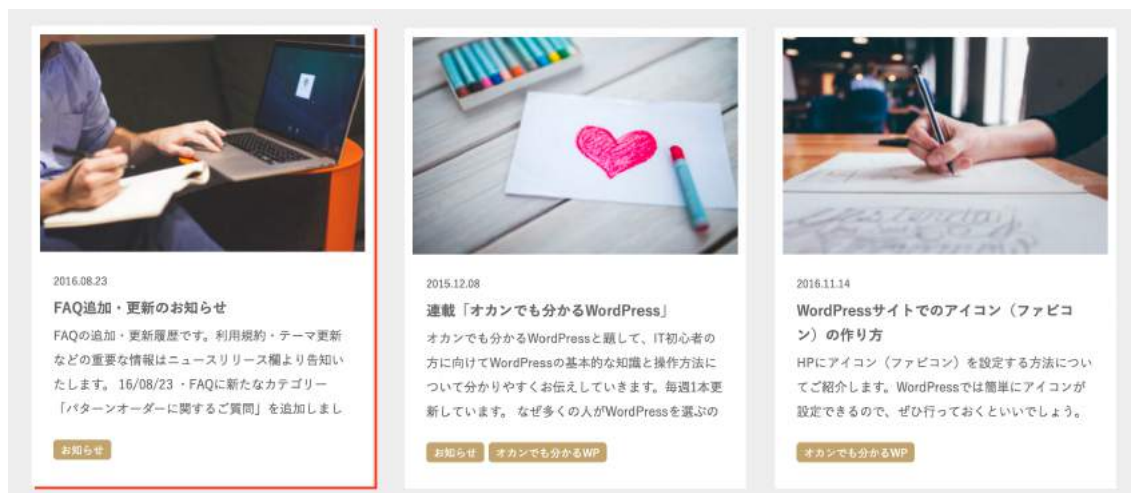 2016.08.23
FAQ追加・更新のお知らせ
FAQの追加・更新履歴です。利用規約・テーマ更新
などの重要な情報はニュースリリース欄より告知い
たします。 16/08/23 ・FAQに新たなカテゴリー
「パターンオーダーに関するご質問」を追加しまし
お知らせ
2015.12.08
連載「オカンでも分かるWordPress」
オカンでも分かるWordPressと題して、IT初心者の
方に向けてWordPressの基本的な知識と操作方法に
ついて分かりやすくお伝えしていきます。毎週1本更
新しています。 なぜ多くの人がWordPressを選ぶの
お知らせ オカンでも分かるWP
2016.11.14
WordPressサイトでのアイコン（ファビコ
ン）の作り方
HPにアイコン（ファビコン）を設定する方法につい
てご紹介します。WordPressでは簡単にアイコンが
設定できるので、ぜひ行っておくといいでしょう。
オカンでも分かるWP